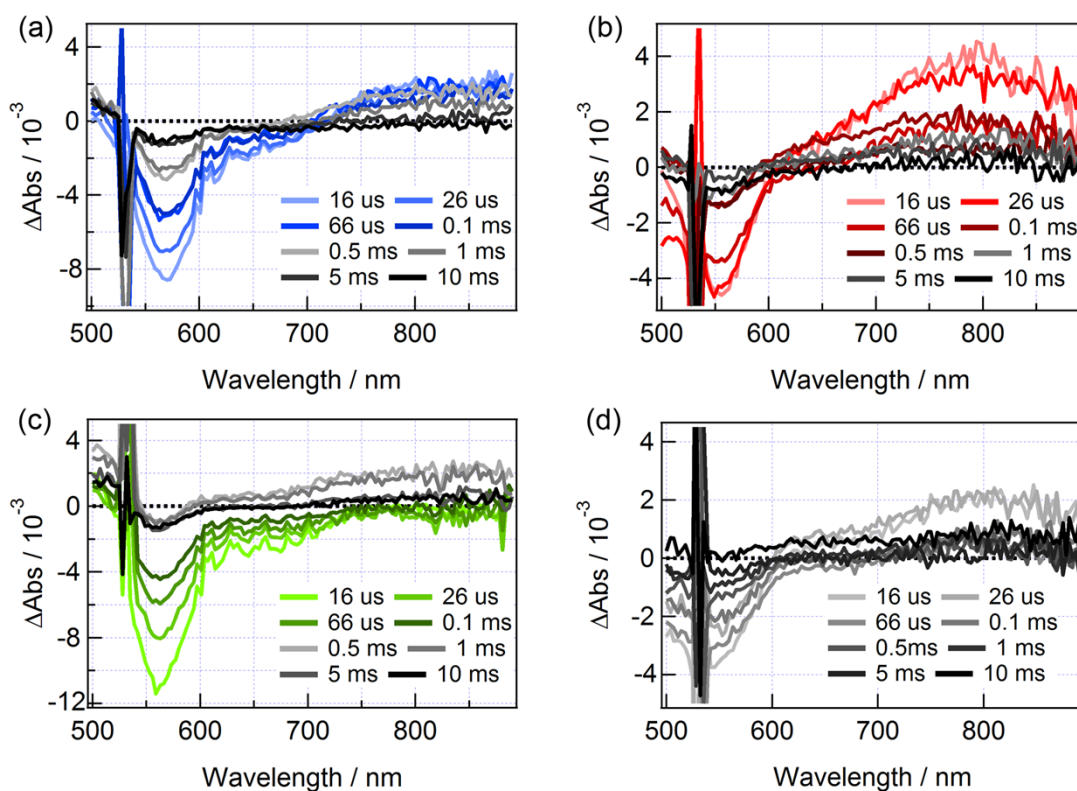 (a)
4
0
-4
-8
ΔAbs / 10⁻³
16 us 26 us
66 us 0.1 ms
0.5 ms 1 ms
5 ms 10 ms
500 600 700 800
Wavelength / nm
(b)
4
2
0
-2
-4
ΔAbs / 10⁻³
16 us 26 us
66 us 0.1 ms
0.5 ms 1 ms
5 ms 10 ms
500 600 700 800
Wavelength / nm
(c)
4
0
-4
-8
-12
ΔAbs / 10⁻³
16 us 26 us
66 us 0.1 ms
0.5 ms 1 ms
5 ms 10 ms
500 600 700 800
Wavelength / nm
(d)
4
2
0
-2
-4
ΔAbs / 10⁻³
16 us 26 us
66 us 0.1 ms
0.5ms 1 ms
5 ms 10 ms
500 600 700 800
Wavelength / nm